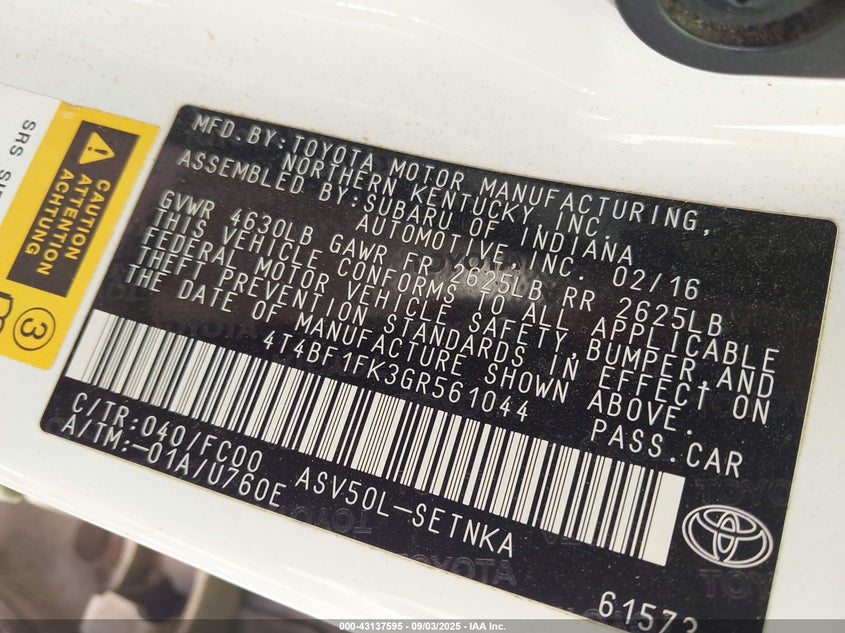 MFD.BY:TOYOTA MOTOR MANUFACTURING,
NORTHERN KENTUCKY, INC.
ASSEMBLED BY:SUBARU OF INDIANA
AUTOMOTIVE, INC. 02/16
GVWR 4630LB GAWR FR 2625LB RR 2625LB
THIS VEHICLE CONFORMS TO ALL APPLICABLE
FEDERAL MOTOR VEHICLE SAFETY,BUMPER,AND
THEFT PREVENTION STANDARDS IN EFFECT ON
THE DATE OF MANUFACTURE SHOWN ABOVE.
4T4BF1FK3GR561044 PASS.CAR
C/TR:040/FC00 ASV50L-SETNKA
A/TM:-01A/U760E
61573
CAUTION
ATTENTION
ACHTUNG
SRS
3
TOYOTA
000-43137595 - 09/03/2025 - IAA Inc.